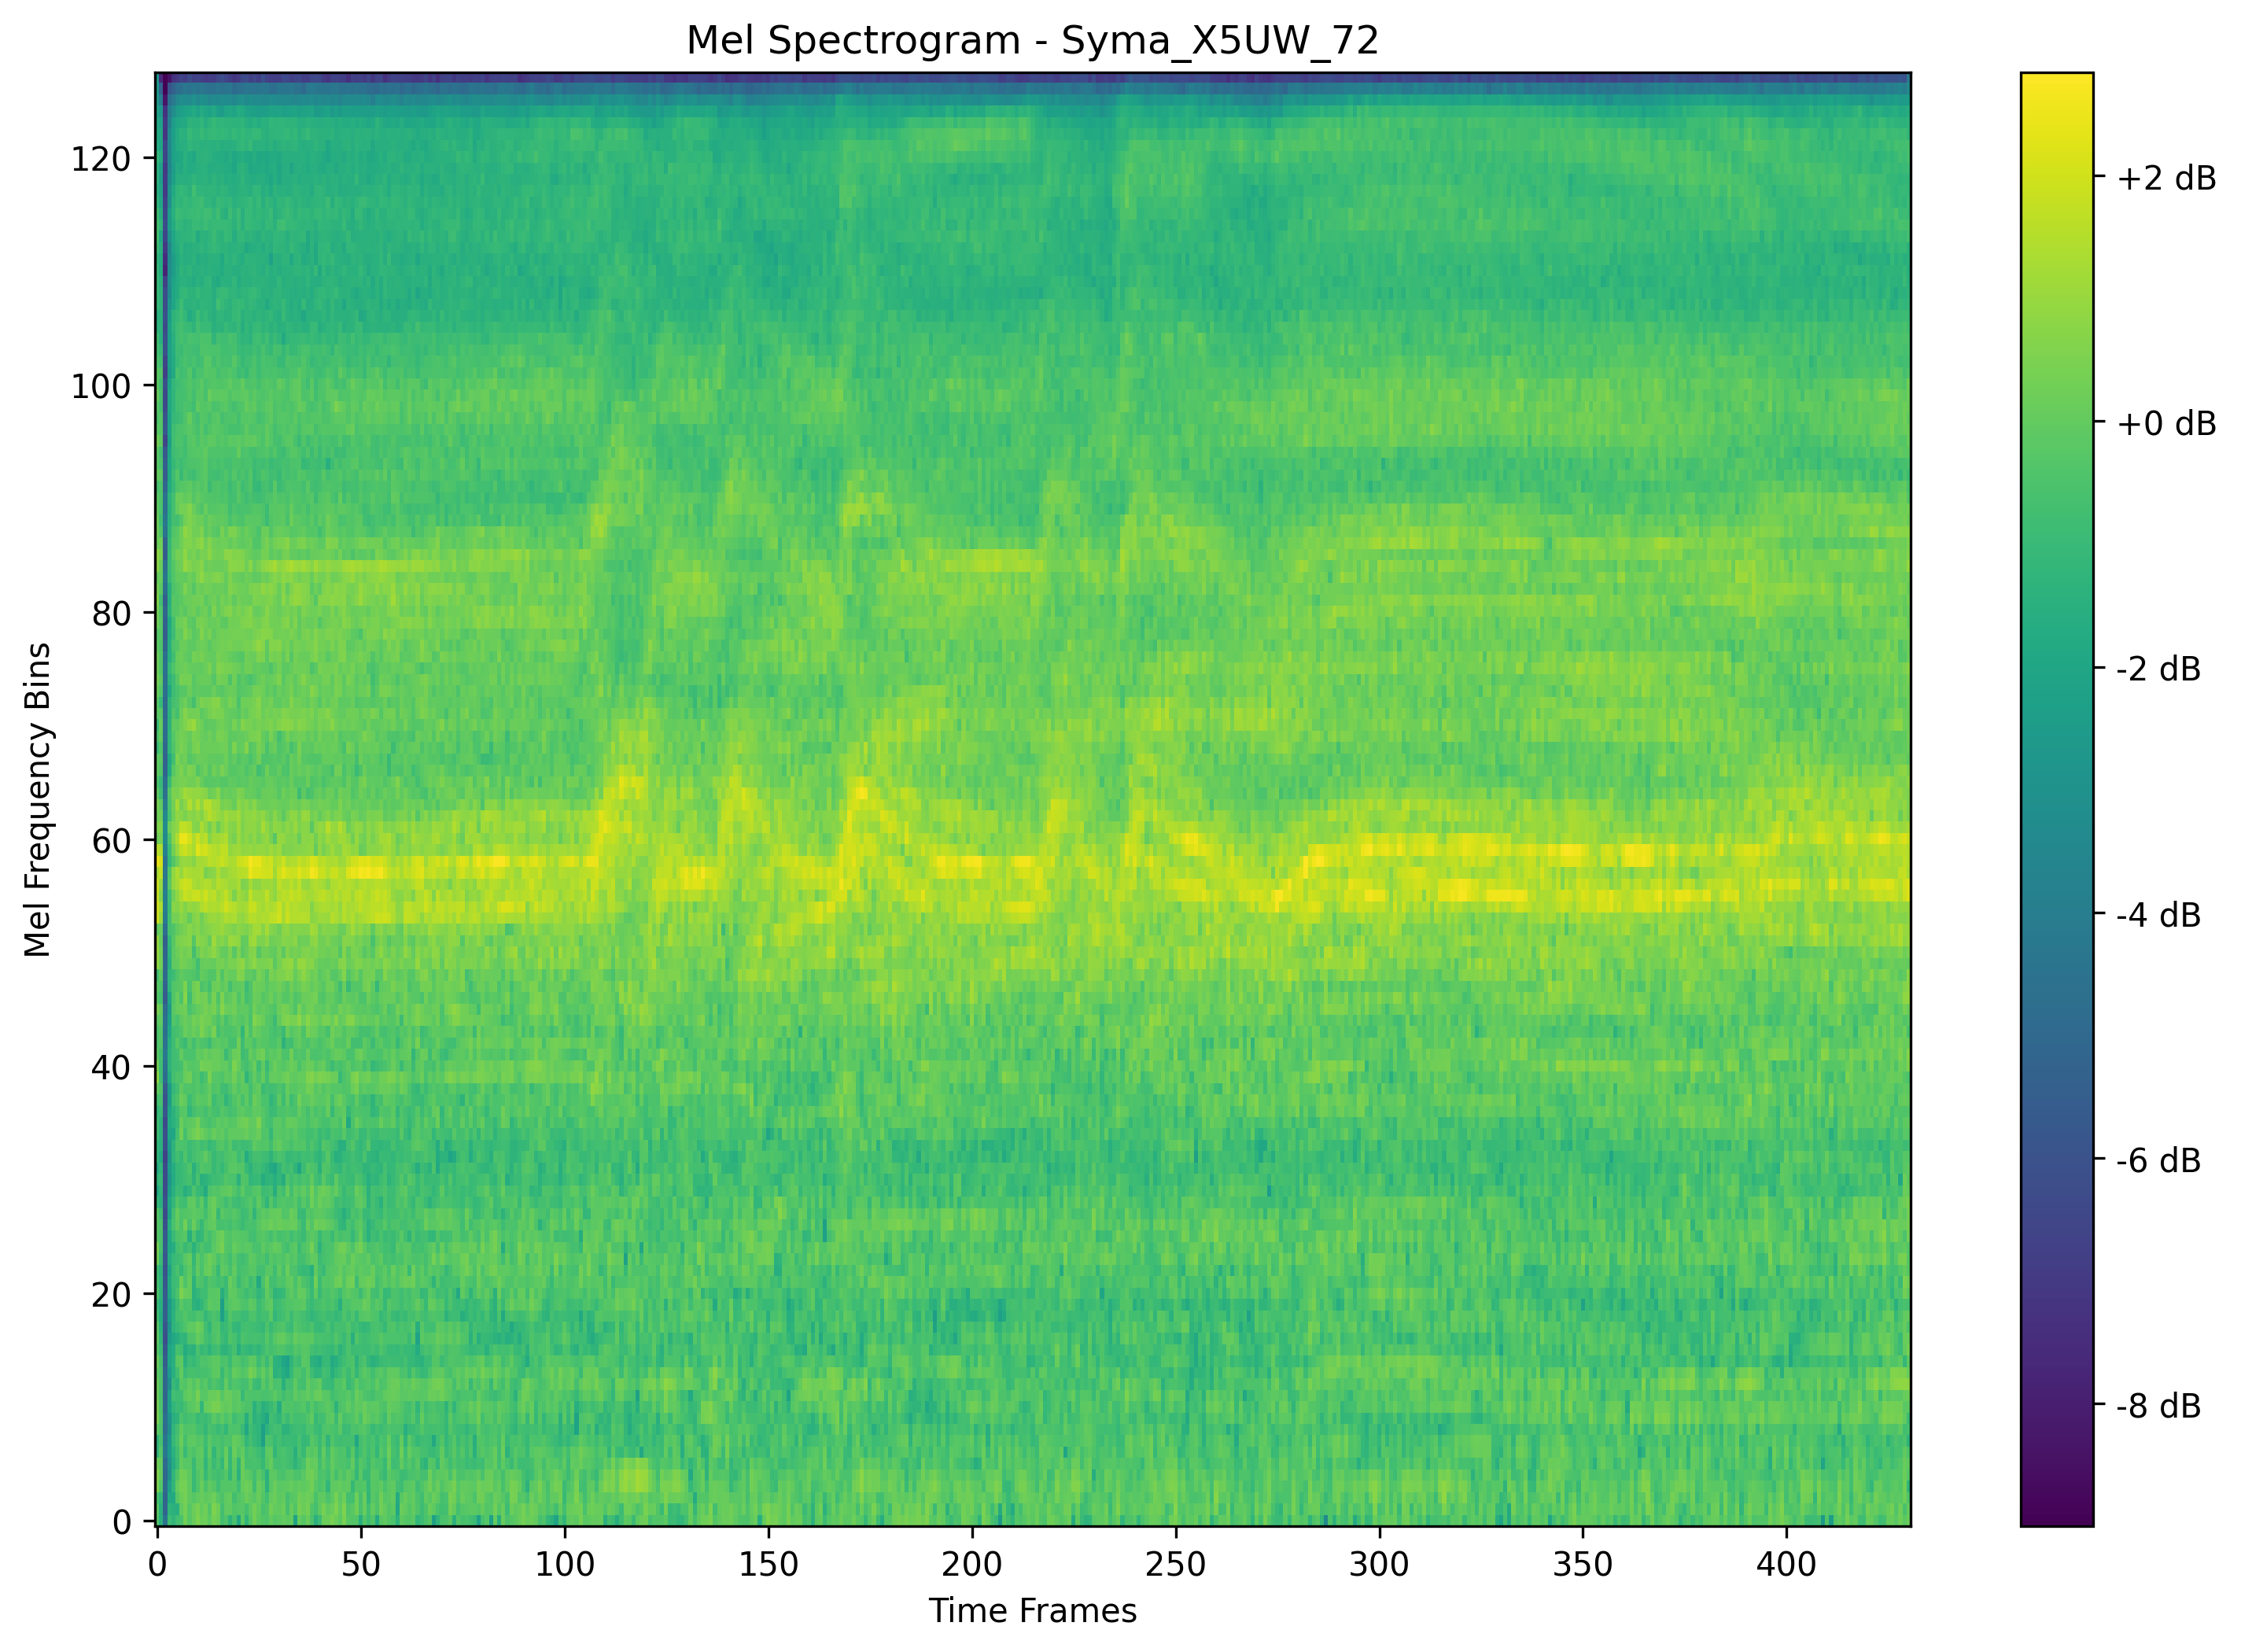 Mel Spectrogram - Syma_X5UW_72
Mel Frequency Bins
120
100
80
60
40
20
0
0 50 100 150 200 250 300 350 400
Time Frames
+2 dB
+0 dB
-2 dB
-4 dB
-6 dB
-8 dB